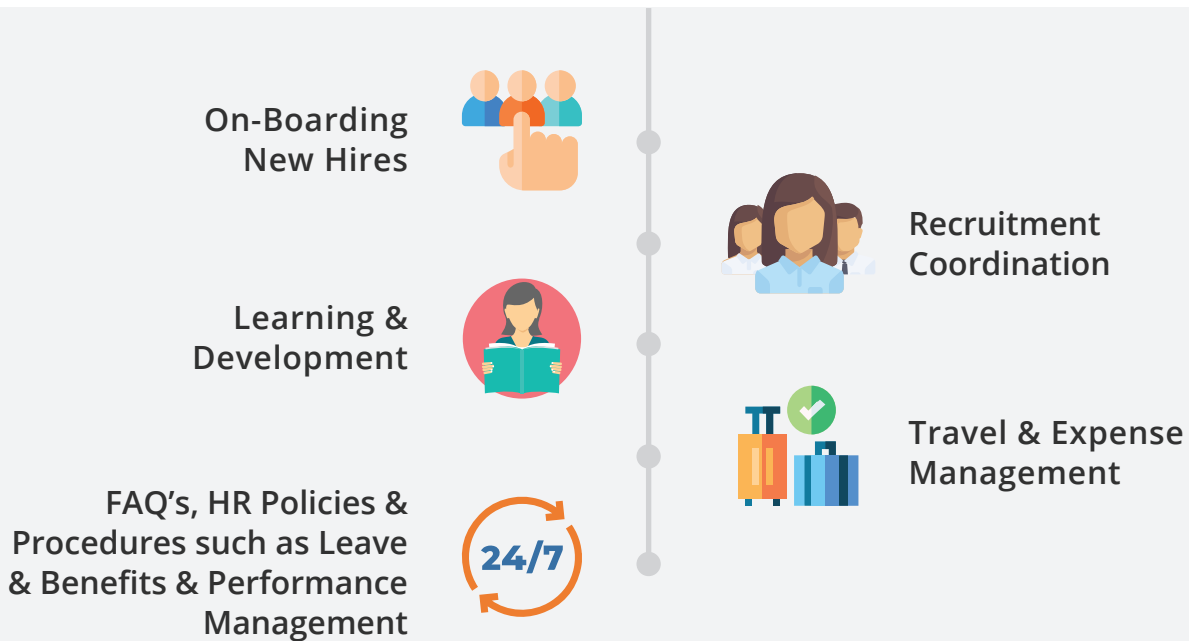 On-Boarding
New Hires
Recruitment
Coordination
Learning &
Development
Travel & Expense
Management
FAQ’s, HR Policies &
Procedures such as Leave
& Benefits & Performance
Management
24/7